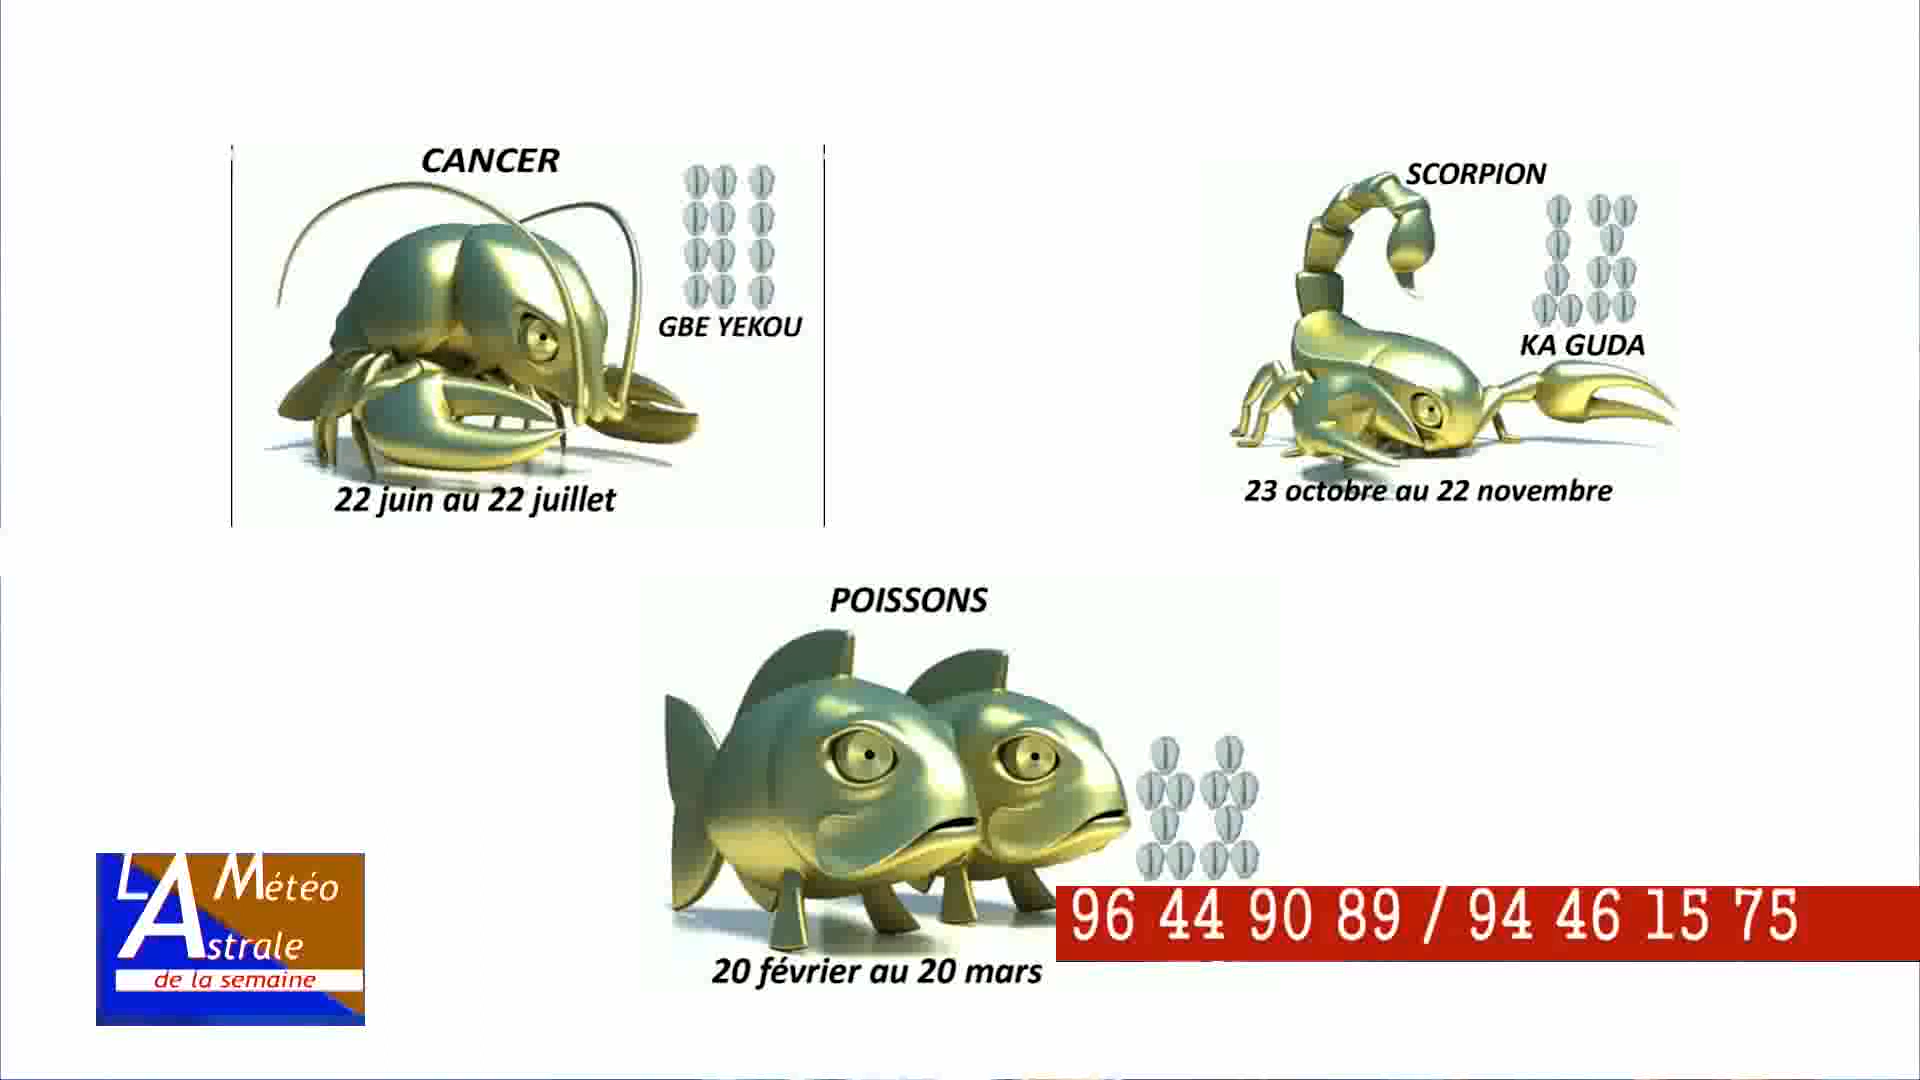 CANCER
GBE YEKOU
22 juin au 22 juillet
SCORPION
KA GUDA
23 octobre au 22 novembre
POISSONS
20 février au 20 mars
LA Météo
Astrale
de la semaine
96 44 90 89 / 94 46 15 75